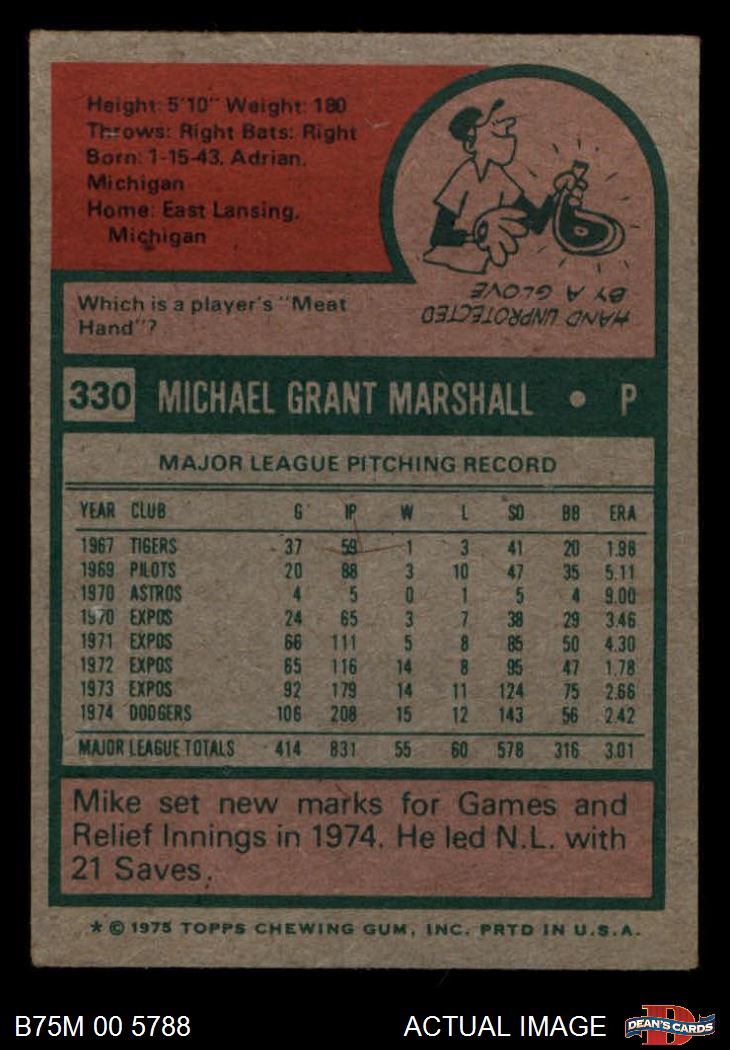 Height: 5'10" Weight: 180
Throws: Right Bats: Right
Born: 1-15-43, Adrian,
Michigan
Home: East Lansing,
Michigan
Which is a player's "Meat
Hand"?
HAND UNPROTECTED
BY A GLOVE
330 MICHAEL GRANT MARSHALL • P
MAJOR LEAGUE PITCHING RECORD
YEAR CLUB G IP W L SO BB ERA
1967 TIGERS 37 59 1 3 41 20 1.98
1969 PILOTS 20 88 3 10 47 35 5.11
1970 ASTROS 4 5 0 1 5 4 9.00
1970 EXPOS 24 65 3 7 38 29 3.46
1971 EXPOS 66 111 5 8 85 50 4.30
1972 EXPOS 65 116 14 8 95 47 1.78
1973 EXPOS 92 179 14 11 124 75 2.66
1974 DODGERS 106 208 15 12 143 56 2.42
MAJOR LEAGUE TOTALS 414 831 55 60 578 316 3.01
Mike set new marks for Games and
Relief Innings in 1974. He led N.L. with
21 Saves.
* © 1975 TOPPS CHEWING GUM, INC. PRTD IN U.S.A.
B75M 00 5788 ACTUAL IMAGE
D
DEAN'S CARDS